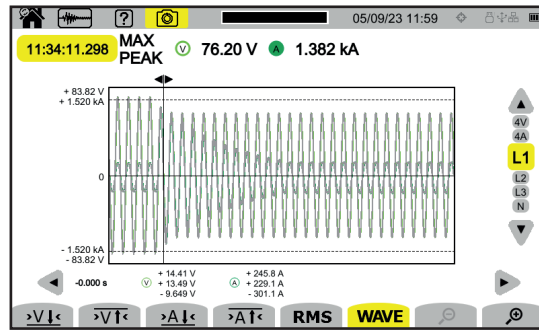 ? 05/09/23 11:59
11:34:11.298 MAX PEAK V 76.20 V A 1.382 kA
+ 83.82 V
+ 1.520 kA
0
- 1.520 kA
- 83.82 V
4V
4A
L1
L2
L3
N
-0.000 s
V + 14.41 V
+ 13.49 V
- 9.649 V
A + 245.8 A
+ 229.1 A
- 301.1 A
>V↓< >V↑< >A↓< >A↑< RMS WAVE